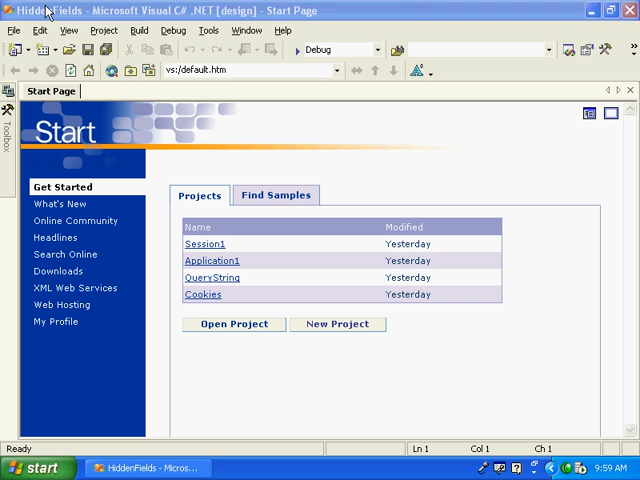 HiddenFields - Microsoft Visual C# .NET [design] - Start Page
File Edit View Project Build Debug Tools Window Help
Debug
vs:/default.htm
Start Page
Toolbox
Start
Get Started
What's New
Online Community
Headlines
Search Online
Downloads
XML Web Services
Web Hosting
My Profile
Projects Find Samples
Name Modified
Session1 Yesterday
Application1 Yesterday
QueryString Yesterday
Cookies Yesterday
Open Project New Project
Ready Ln 1 Col 1 Ch 1
start HiddenFields - Micros... 9:59 AM